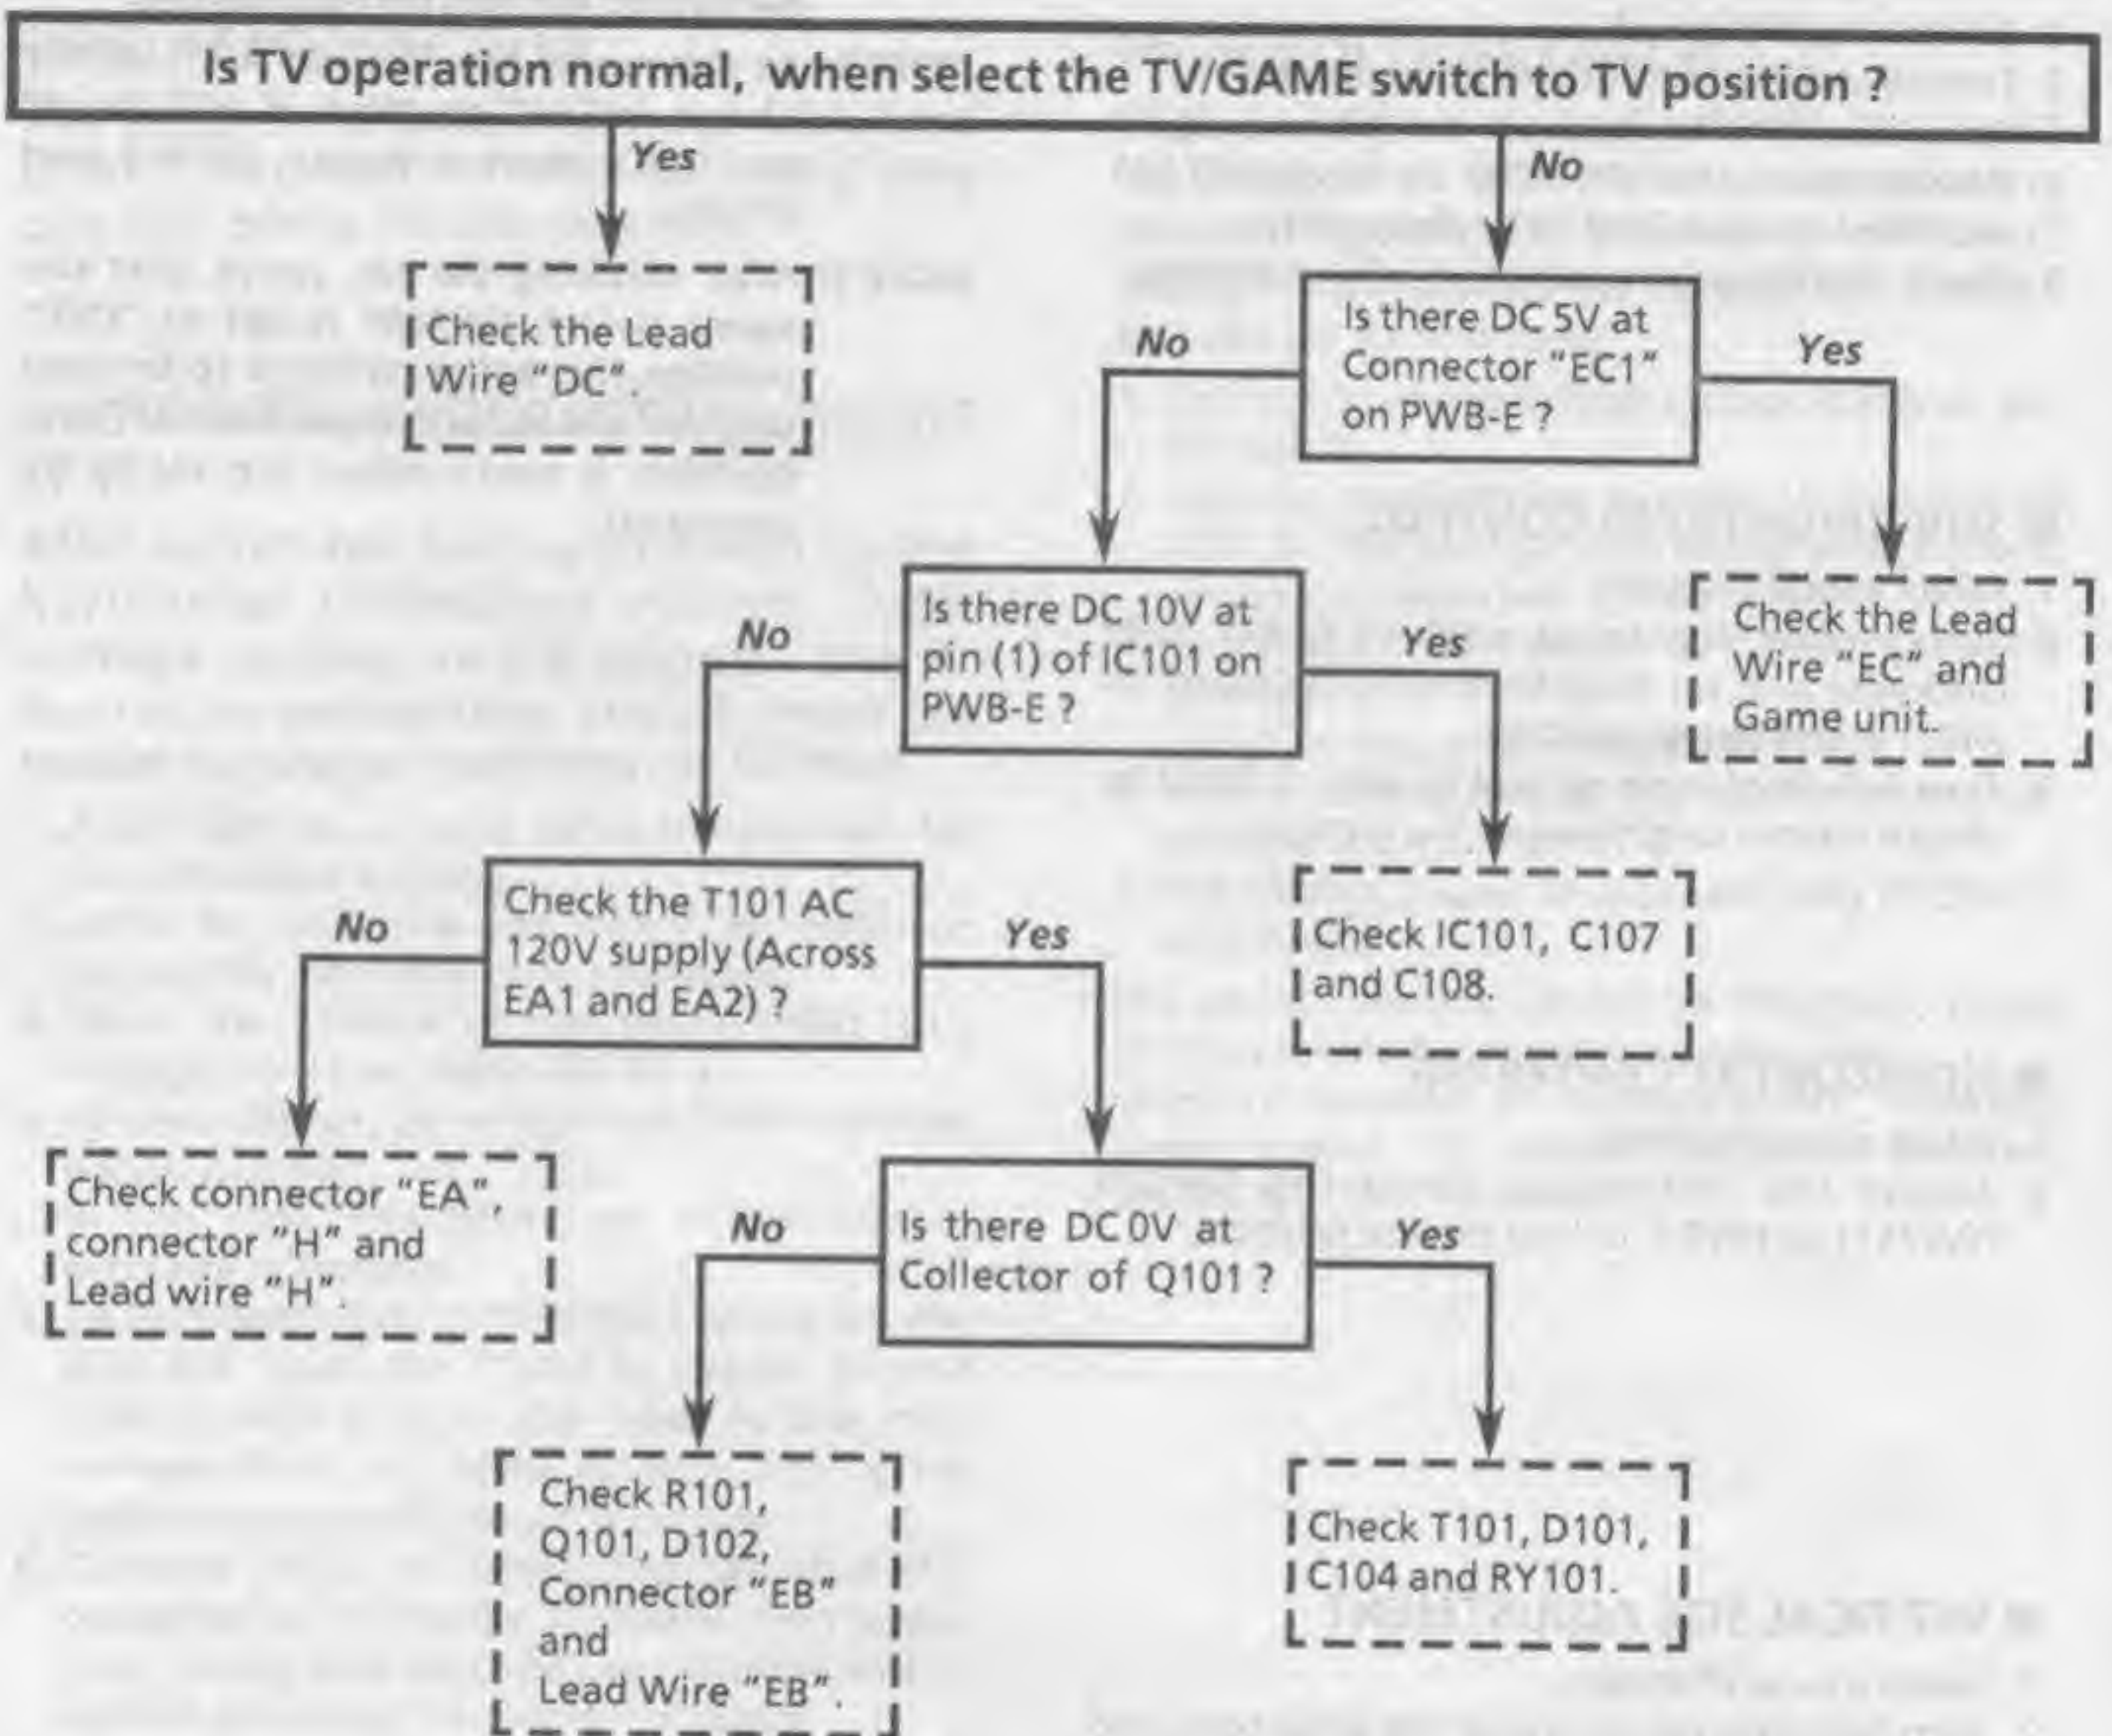 Is TV operation normal, when select the TV/GAME switch to TV position ?
Yes
No
Check the Lead
Wire "DC".
Is there DC 5V at
Connector "EC1"
on PWB-E ?
No
Yes
Is there DC 10V at
pin (1) of IC101 on
PWB-E ?
No
Yes
Check the Lead
Wire "EC" and
Game unit.
Check the T101 AC
120V supply (Across
EA1 and EA2) ?
No
Yes
Check IC101, C107
and C108.
Check connector "EA",
connector "H" and
Lead wire "H".
Is there DC 0V at
Collector of Q101 ?
No
Yes
Check R101,
Q101, D102,
Connector "EB"
and
Lead Wire "EB".
Check T101, D101,
C104 and RY101.